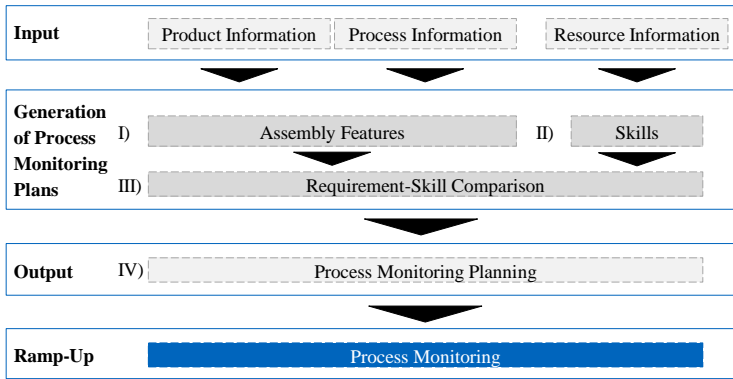 Input
Product Information
Process Information
Resource Information
Generation
of Process
Monitoring
Plans
I)
Assembly Features
II)
Skills
III)
Requirement-Skill Comparison
Output
IV)
Process Monitoring Planning
Ramp-Up
Process Monitoring